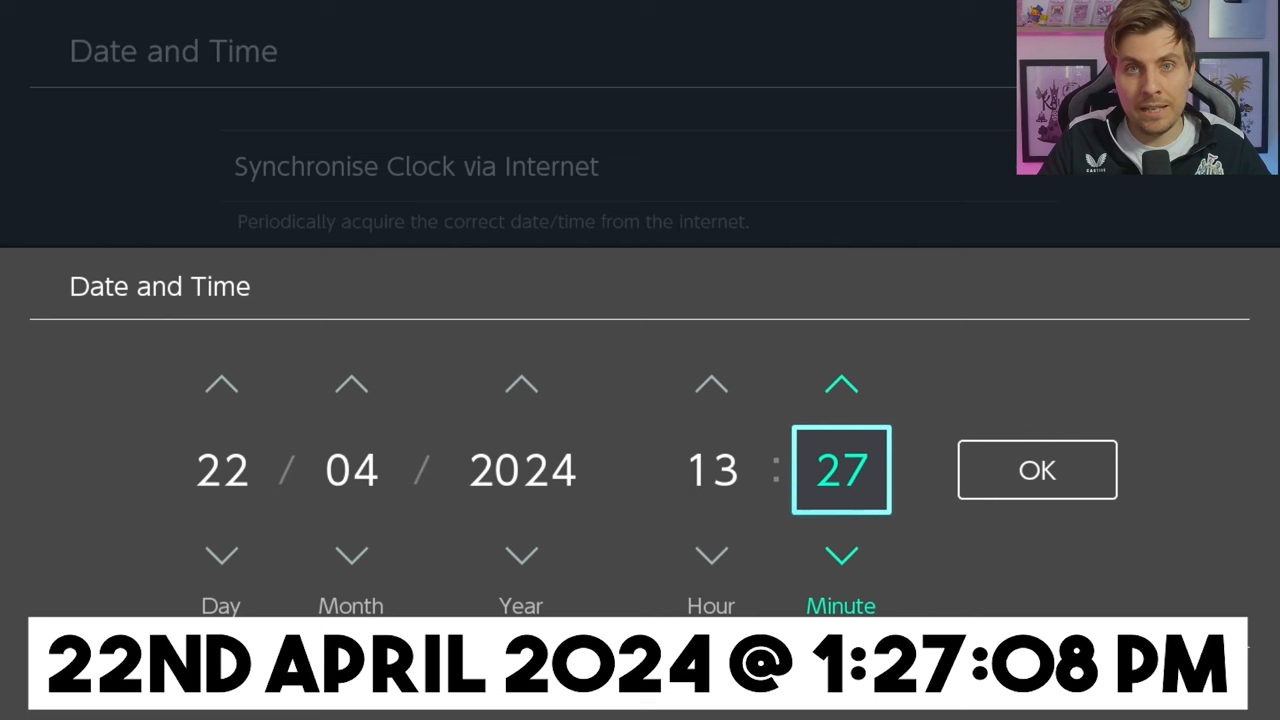 Date and Time
Synchronise Clock via Internet
Periodically acquire the correct date/time from the internet.
Date and Time
22 / 04 / 2024 13 : 27 OK
Day Month Year Hour Minute
22ND APRIL 2024 @ 1:27:08 PM